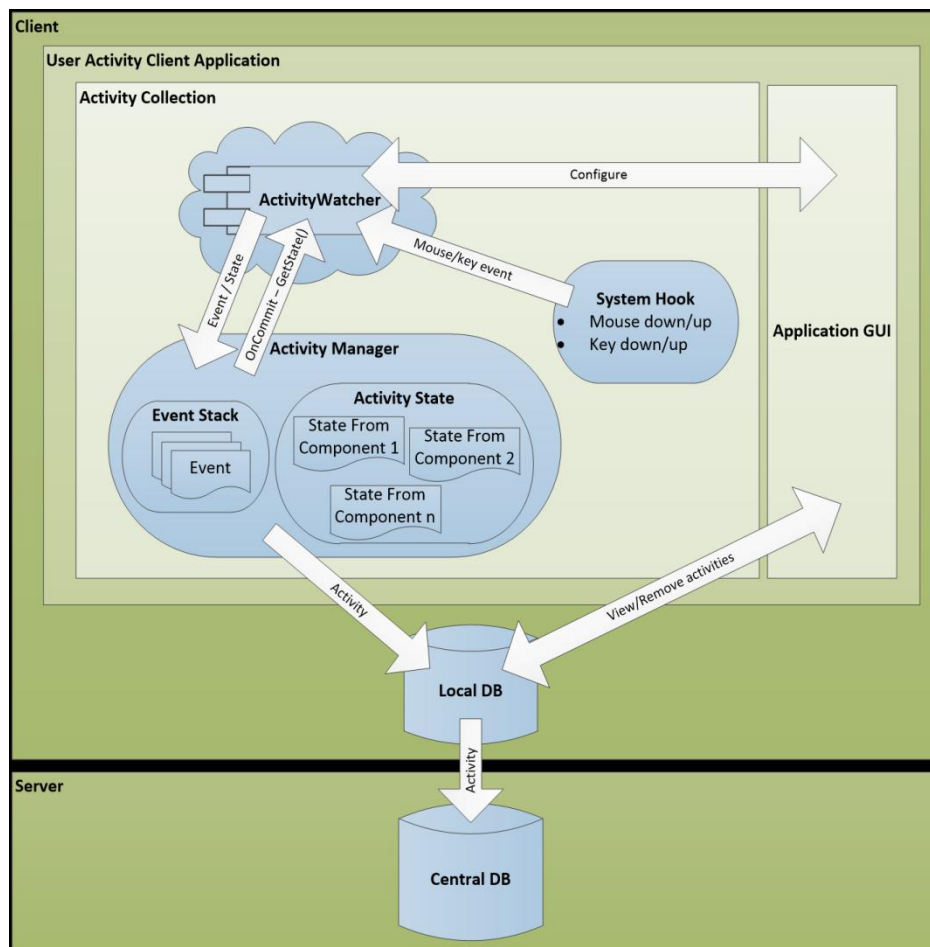 Client
User Activity Client Application
Activity Collection
ActivityWatcher
Configure
Mouse/key event
Event / State
OnCommit – GetState()
System Hook
• Mouse down/up
• Key down/up
Application GUI
Activity Manager
Event Stack
Event
Activity State
State From
Component 1
State From
Component 2
State From
Component n
Activity
View/Remove activities
Local DB
Activity
Server
Central DB